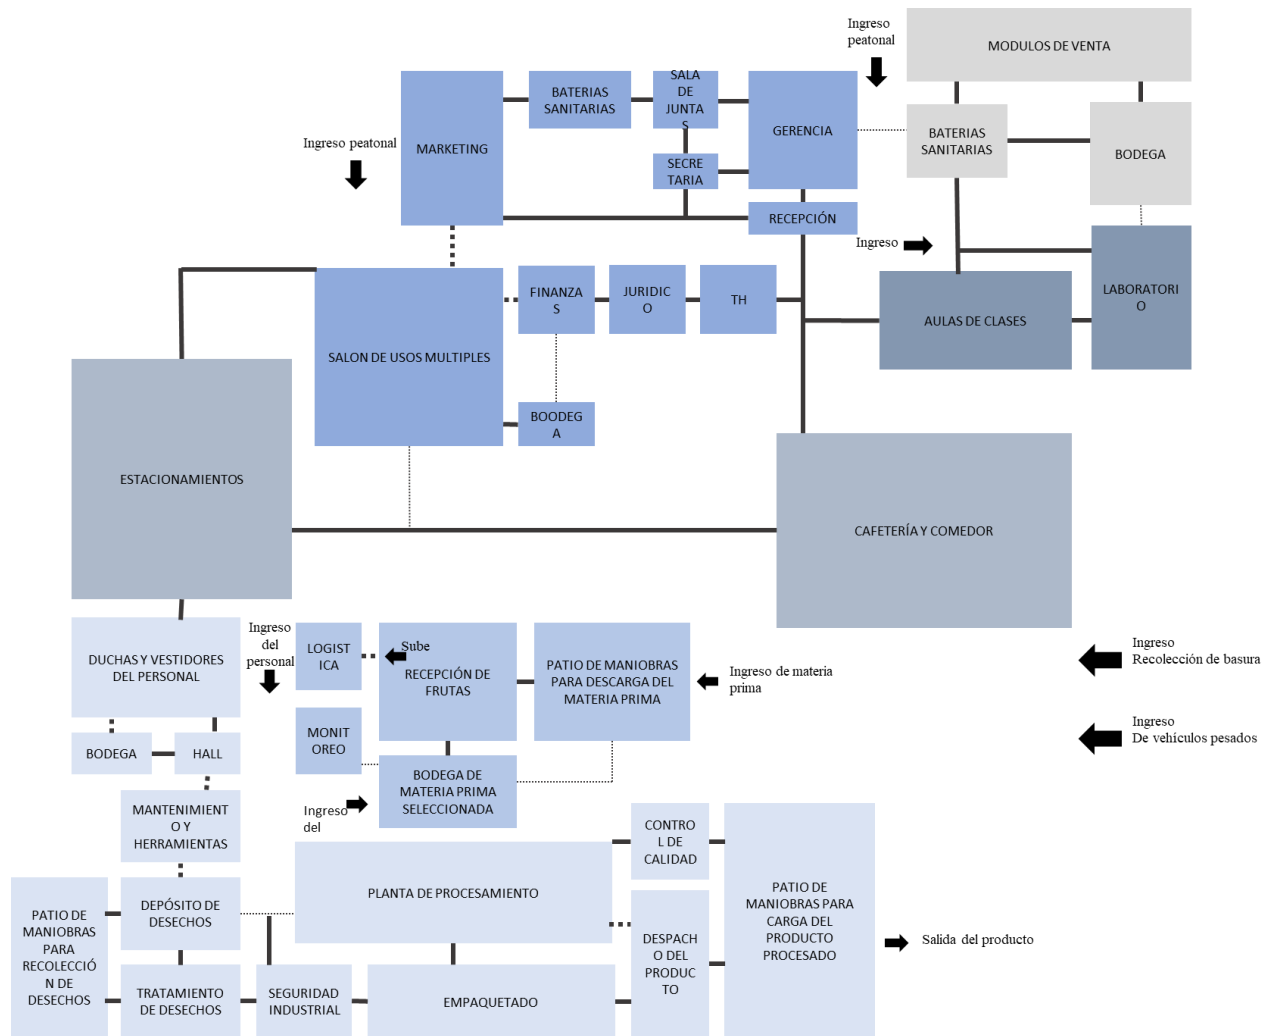 Ingreso
peatonal
MODULOS DE VENTA
SALA
DE
JUNTA
S
BATERIAS
SANITARIAS
GERENCIA
MARKETING
Ingreso peatonal
BATERIAS
SANITARIAS
BODEGA
SECRE
TARIA
RECEPCIÓN
Ingreso
FINANZA
S
JURIDIC
O
TH
LABORATORI
O
AULAS DE CLASES
SALON DE USOS MULTIPLES
BOODEG
A
ESTACIONAMIENTOS
CAFETERÍA Y COMEDOR
DUCHAS Y VESTIDORES
DEL PERSONAL
Ingreso
del
personal
LOGIST
ICA
Sube
RECEPCIÓN DE
FRUTAS
PATIO DE MANIOBRAS
PARA DESCARGA DEL
MATERIA PRIMA
Ingreso de materia
prima
Ingreso
Recolección de basura
Ingreso
De vehículos pesados
BODEGA
HALL
MONIT
OREO
BODEGA DE
MATERIA PRIMA
SELECCIONADA
Ingreso
del
MANTENIMIENT
O Y
HERRAMIENTAS
CONTRO
L DE
CALIDAD
PLANTA DE PROCESAMIENTO
PATIO DE
MANIOBRAS PARA
CARGA DEL
PRODUCTO
PROCESADO
DEPÓSITO DE
DESECHOS
PATIO DE
MANIOBRAS
PARA
RECOLECCIÓ
N DE
DESECHOS
DESPACH
O DEL
PRODUC
TO
Salida del producto
TRATAMIENTO
DE DESECHOS
SEGURIDAD
INDUSTRIAL
EMPAQUETADO